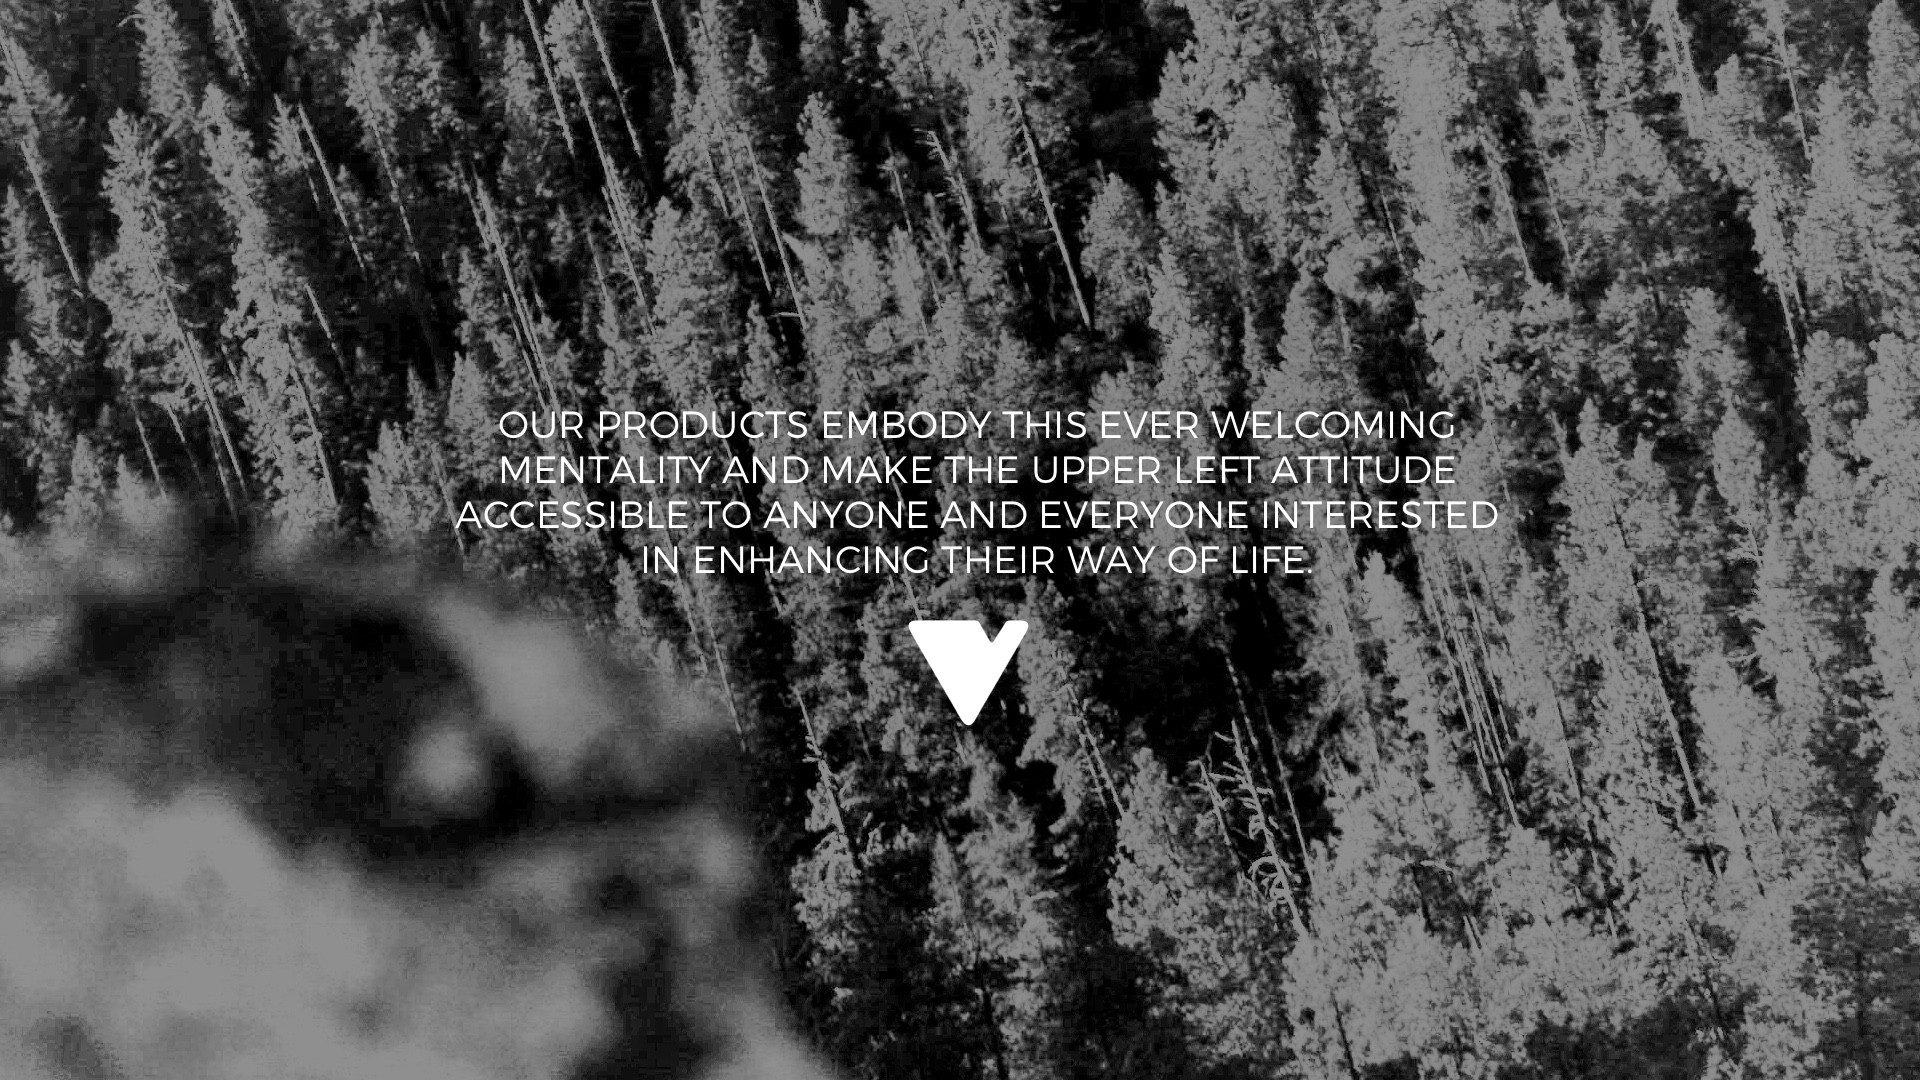 OUR PRODUCTS EMBODY THIS EVER WELCOMING
MENTALITY AND MAKE THE UPPER LEFT ATTITUDE
ACCESSIBLE TO ANYONE AND EVERYONE INTERESTED
IN ENHANCING THEIR WAY OF LIFE.